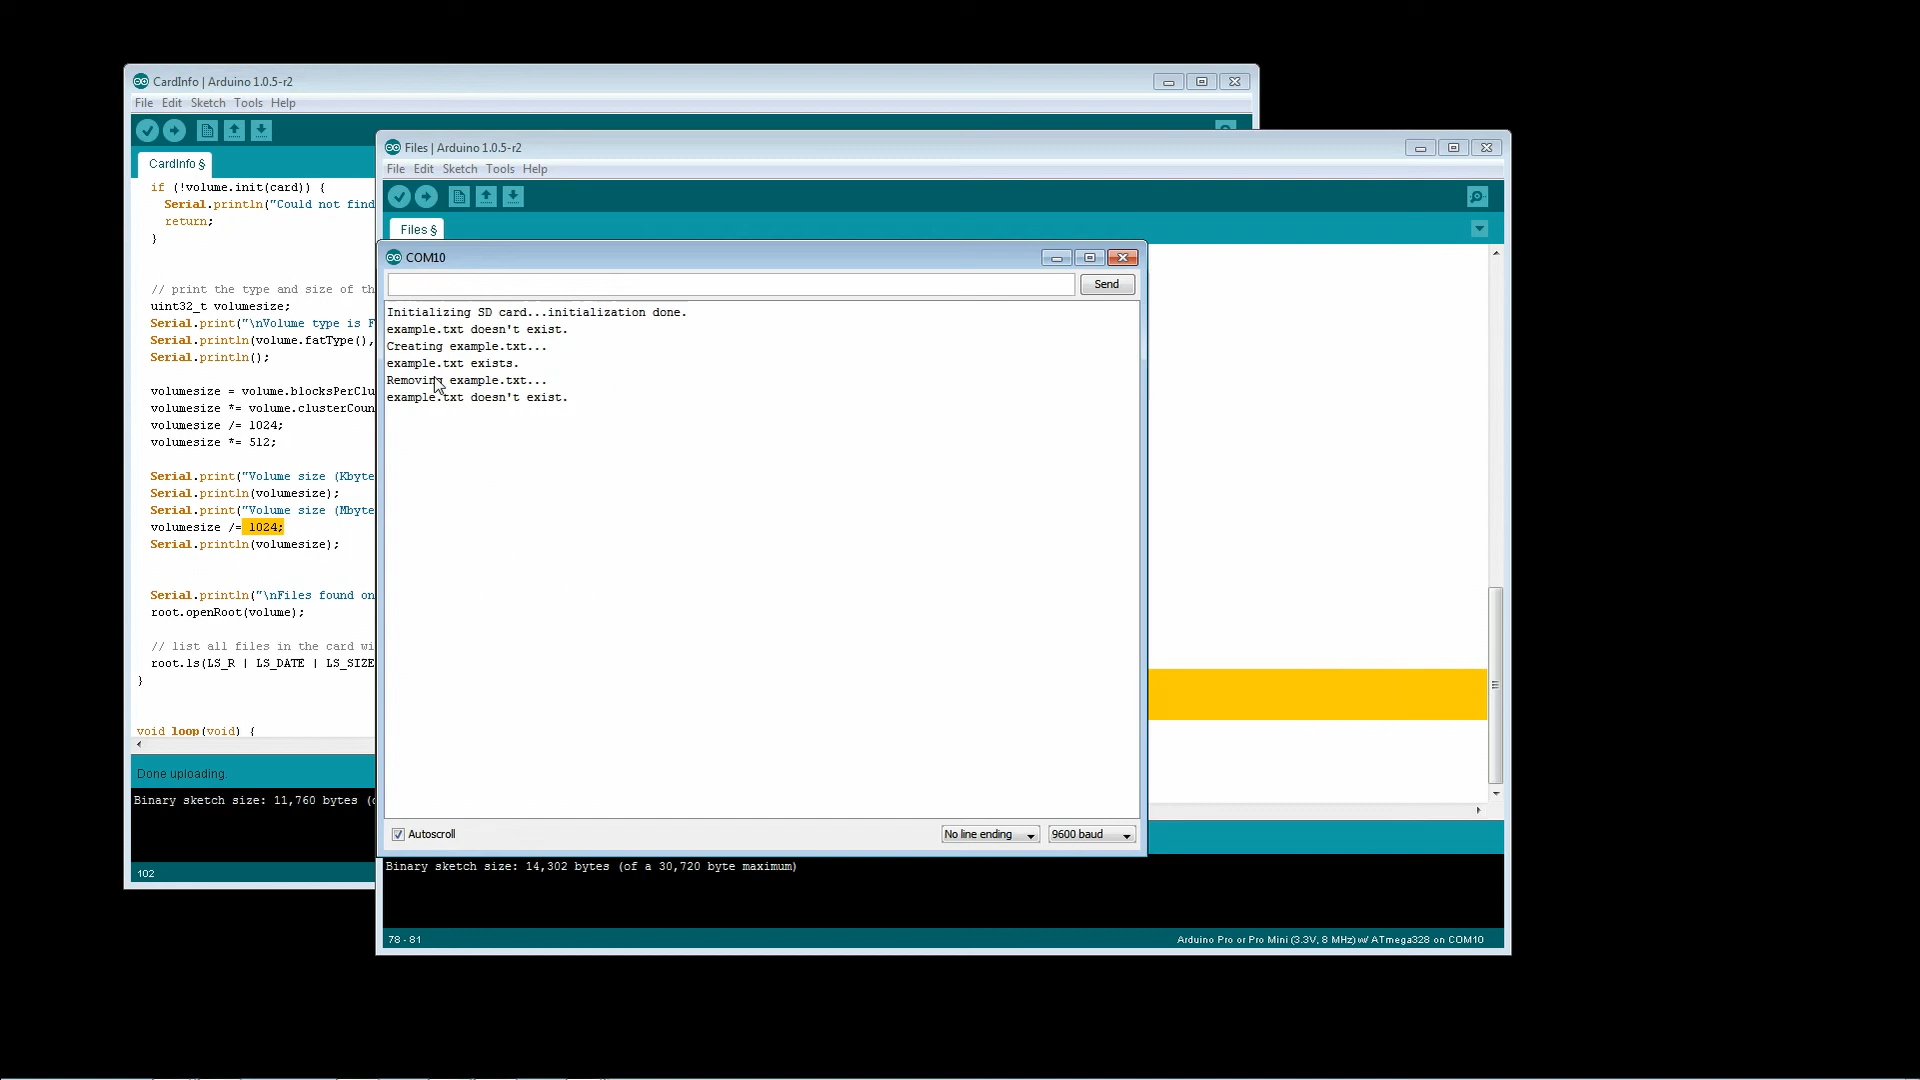 CardInfo | Arduino 1.0.5-r2
File Edit Sketch Tools Help
CardInfo §
if (!volume.init(card)) {
Serial.println("Could not find
return;
}
// print the type and size of th
uint32_t volumesize;
Serial.print("\nVolume type is F
Serial.println(volume.fatType(),
Serial.println();
volumesize = volume.blocksPerClu
volumesize *= volume.clusterCoun
volumesize /= 1024;
volumesize *= 512;
Serial.print("Volume size (Kbyte
Serial.println(volumesize);
Serial.print("Volume size (Mbyte
volumesize /= 1024;
Serial.println(volumesize);
Serial.println("\nFiles found on
root.openRoot(volume);
// list all files in the card wi
root.ls(LS_R | LS_DATE | LS_SIZE
}
void loop(void) {
Done uploading.
Binary sketch size: 11,760 bytes (
102
Files | Arduino 1.0.5-r2
File Edit Sketch Tools Help
Files §
COM10
Send
Initializing SD card...initialization done.
example.txt doesn't exist.
Creating example.txt...
example.txt exists.
Removing example.txt...
example.txt doesn't exist.
Autoscroll
No line ending
9600 baud
Binary sketch size: 14,302 bytes (of a 30,720 byte maximum)
78 - 81
Arduino Pro or Pro Mini (3.3V, 8 MHz) w/ ATmega328 on COM10